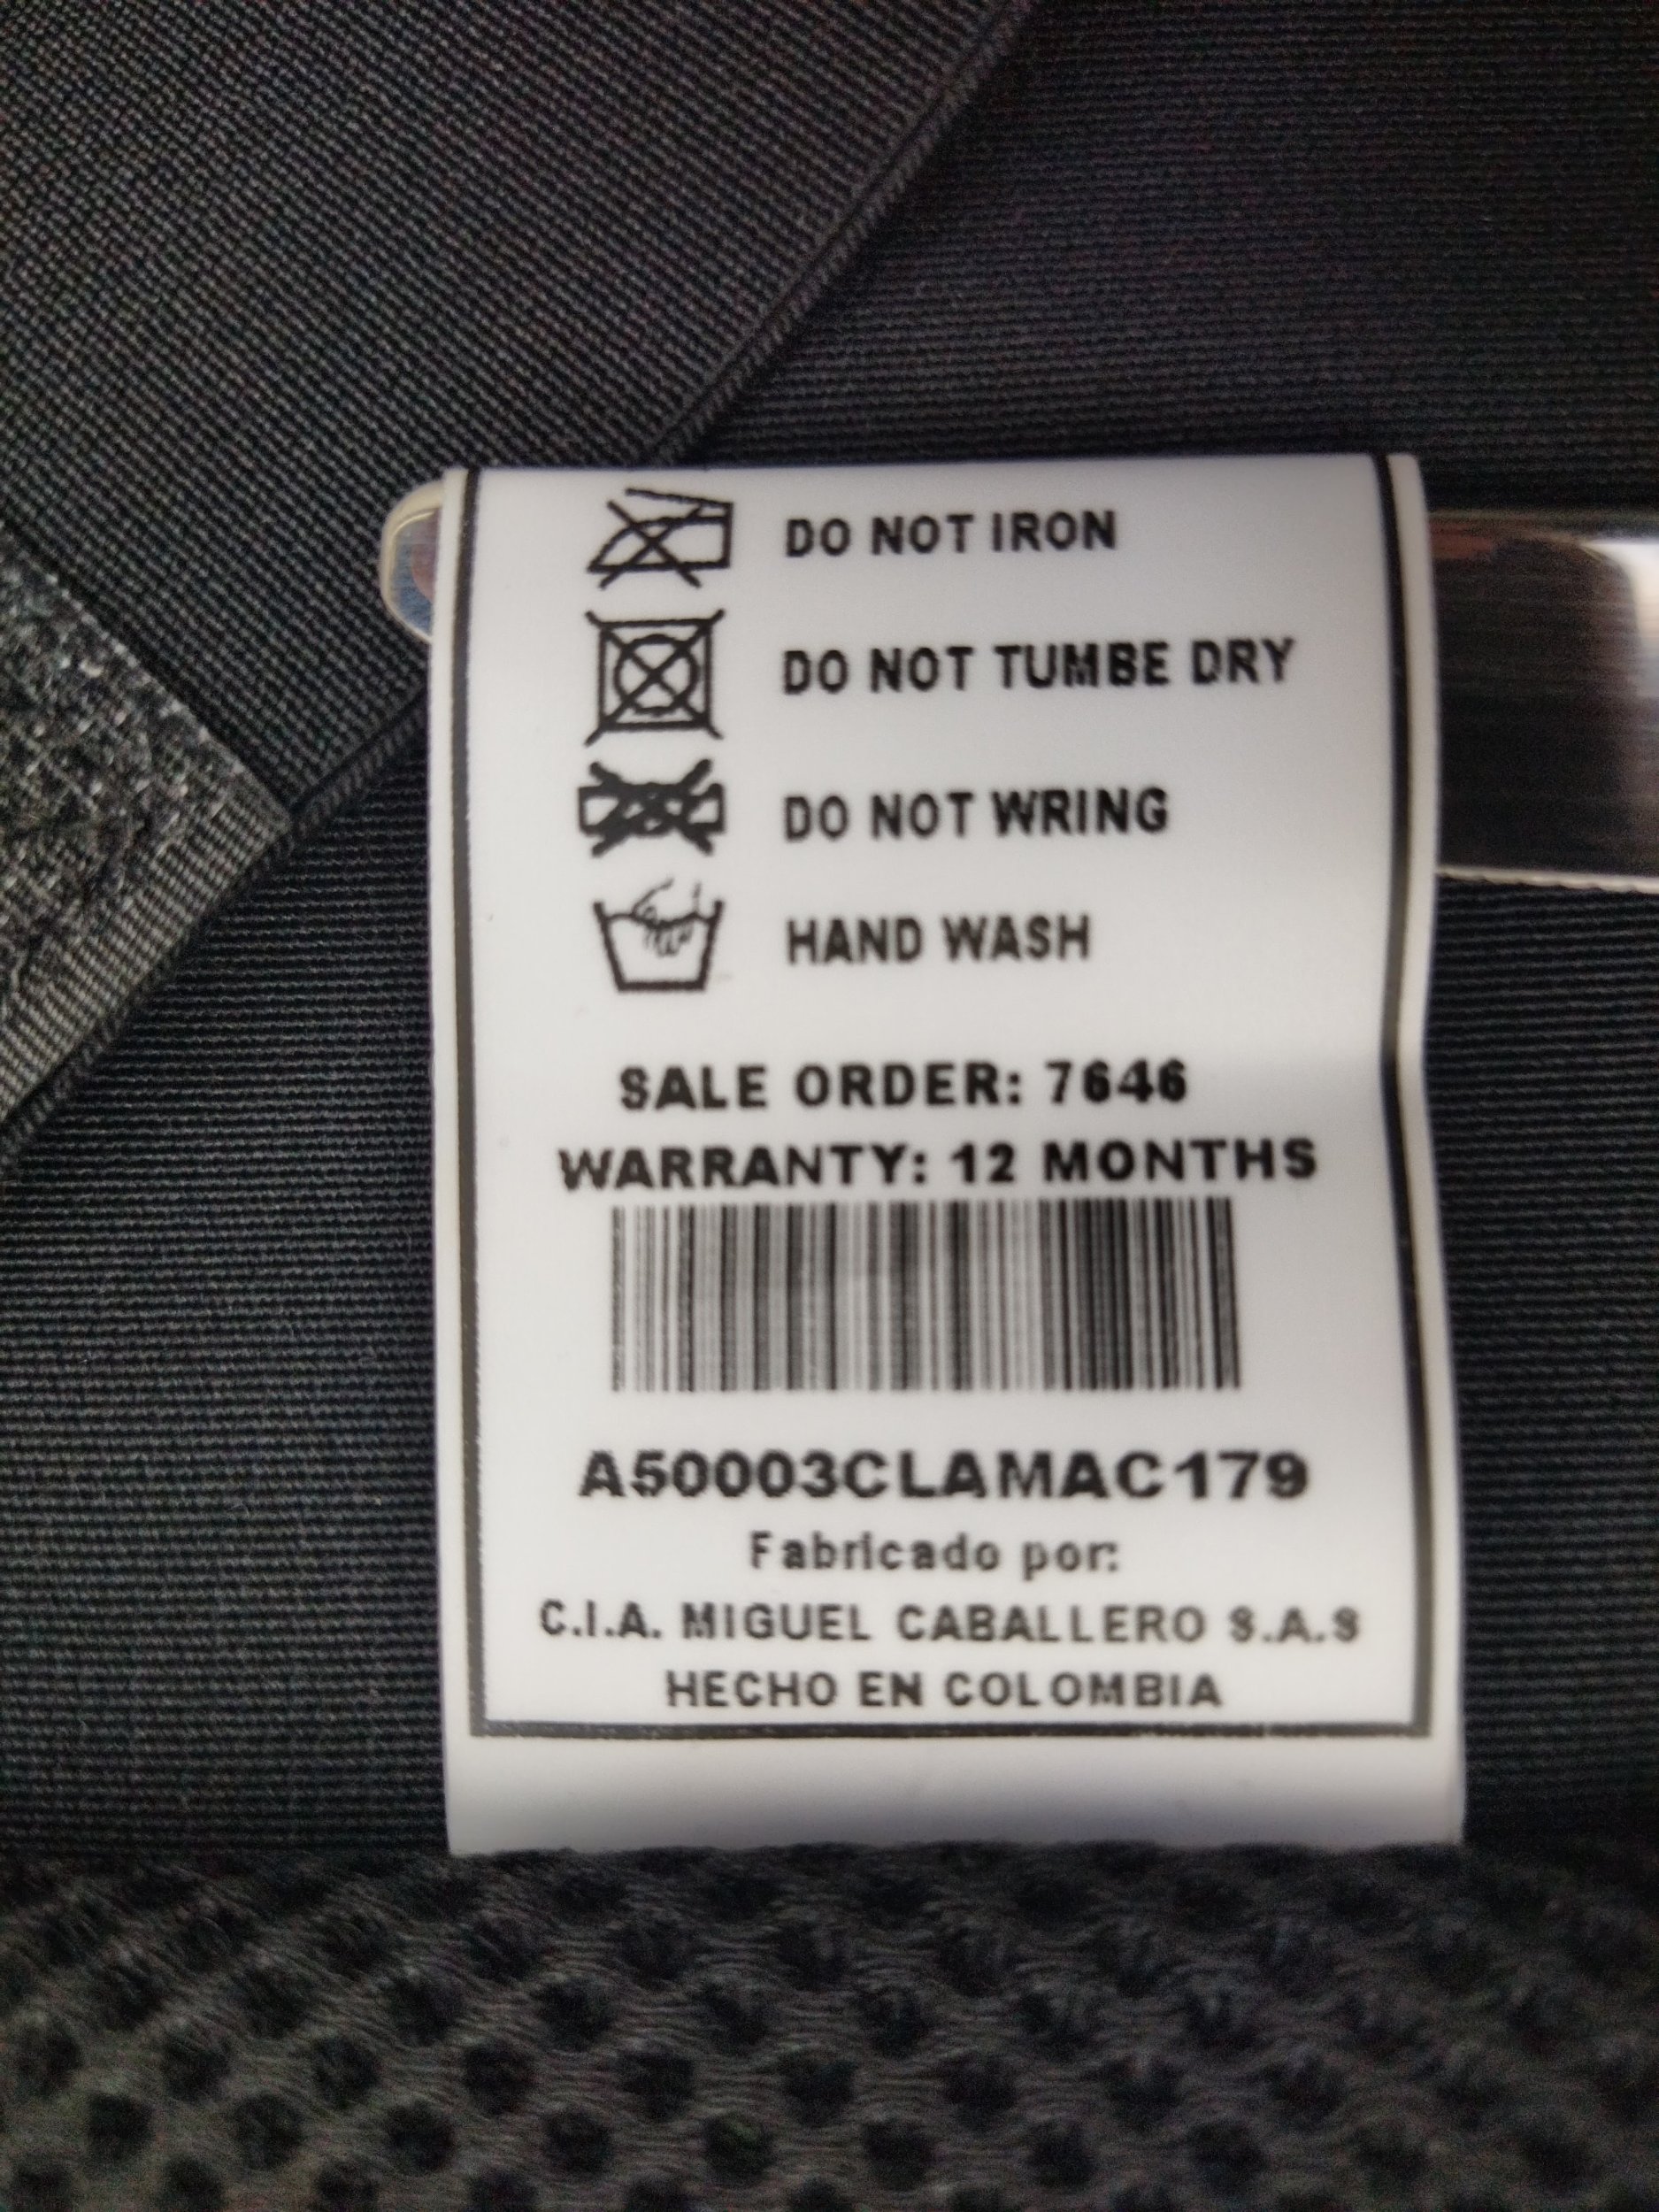 DO NOT IRON
DO NOT TUMBE DRY
DO NOT WRING
HAND WASH
SALE ORDER: 7646
WARRANTY: 12 MONTHS
A50003CLAMAC179
Fabricado por:
C.I.A. MIGUEL CABALLERO S.A.S
HECHO EN COLOMBIA